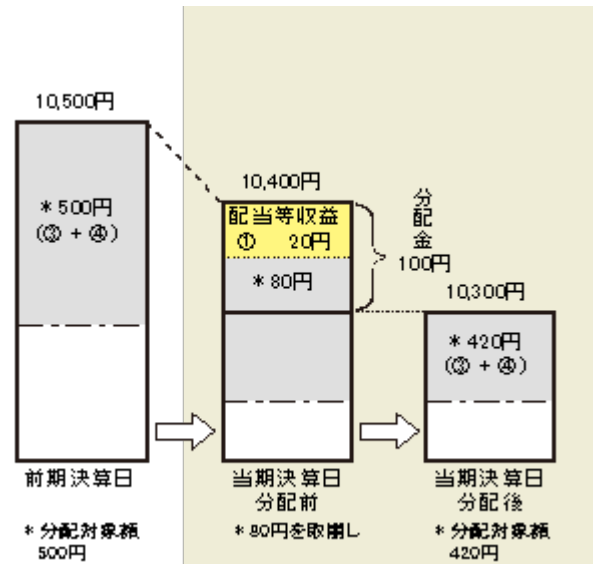 10,500円
＊500円
(③ + ④)
前期決算日
＊分配対象額
500円
10,400円
配当等収益
① 20円
＊80円
分配金
100円
当期決算日
分配前
＊80円を取崩し
10,300円
＊420円
(③ + ④)
当期決算日
分配後
＊分配対象額
420円